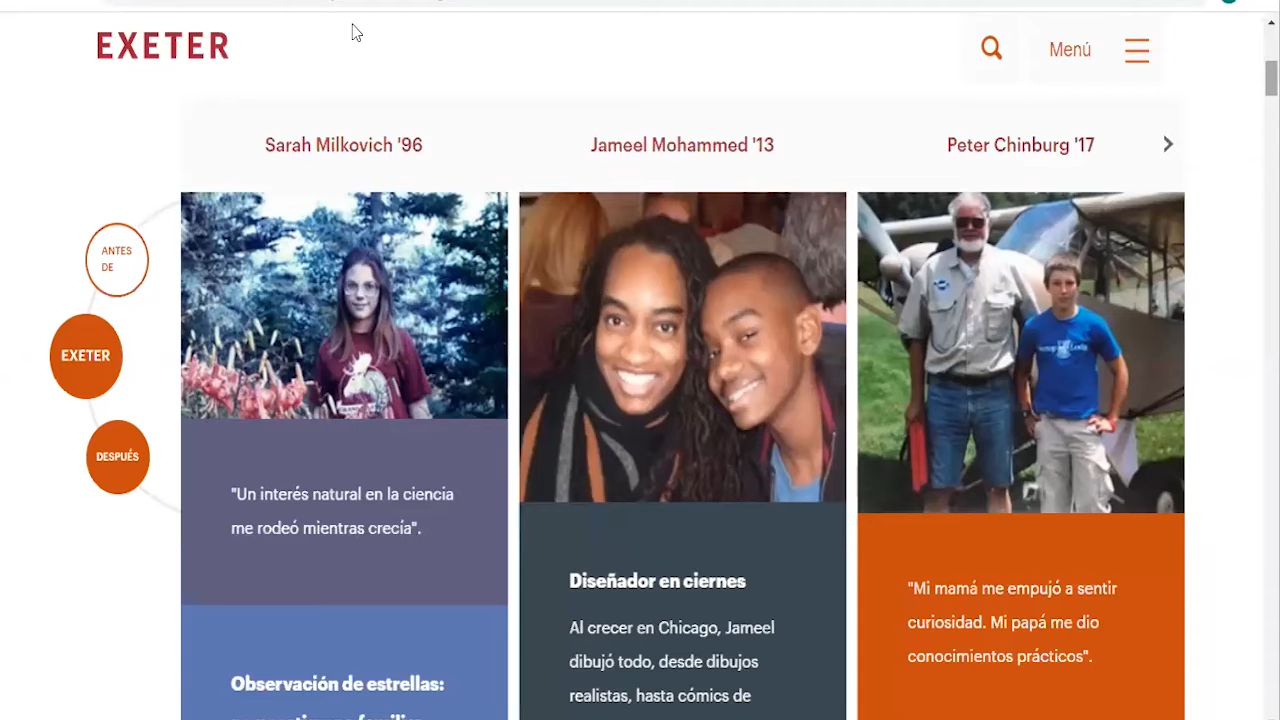 EXETER
Menú
Sarah Milkovich '96
Jameel Mohammed '13
Peter Chinburg '17
ANTES
DE
EXETER
DESPUÉS
"Un interés natural en la ciencia
me rodeó mientras crecía".
Observación de estrellas:
Diseñador en ciernes
Al crecer en Chicago, Jameel
dibujó todo, desde dibujos
realistas, hasta cómics de
"Mi mamá me empujó a sentir
curiosidad. Mi papá me dio
conocimientos prácticos".